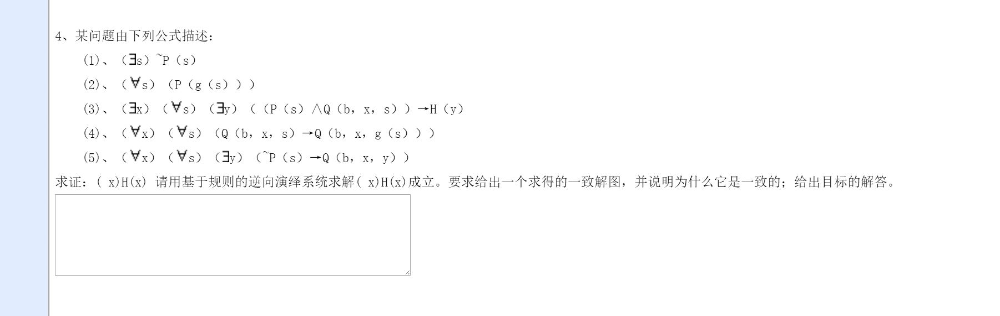 4、某问题由下列公式描述：
(1)、（∃s）~P（s）
(2)、（∀s）（P（g（s）））
(3)、（∃x）（∀s）（∃y）（（P（s）∧Q（b，x，s））→H（y）
(4)、（∀x）（∀s）（Q（b，x，s）→Q（b，x，g（s）））
(5)、（∀x）（∀s）（∃y）（~P（s）→Q（b，x，y））
求证：( x)H(x) 请用基于规则的逆向演绎系统求解( x)H(x)成立。要求给出一个求得的一致解图，并说明为什么它是一致的；给出目标的解答。